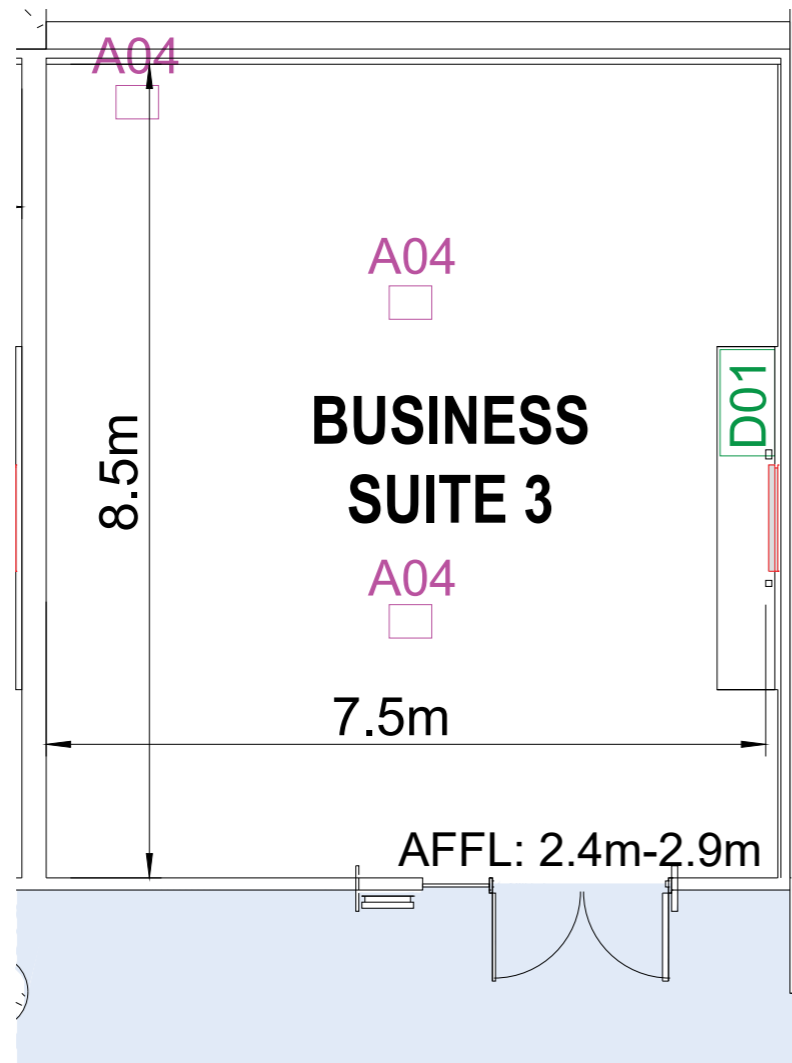 A04
A04
D01
BUSINESS
SUITE 3
8.5m
A04
7.5m
AFFL: 2.4m-2.9m